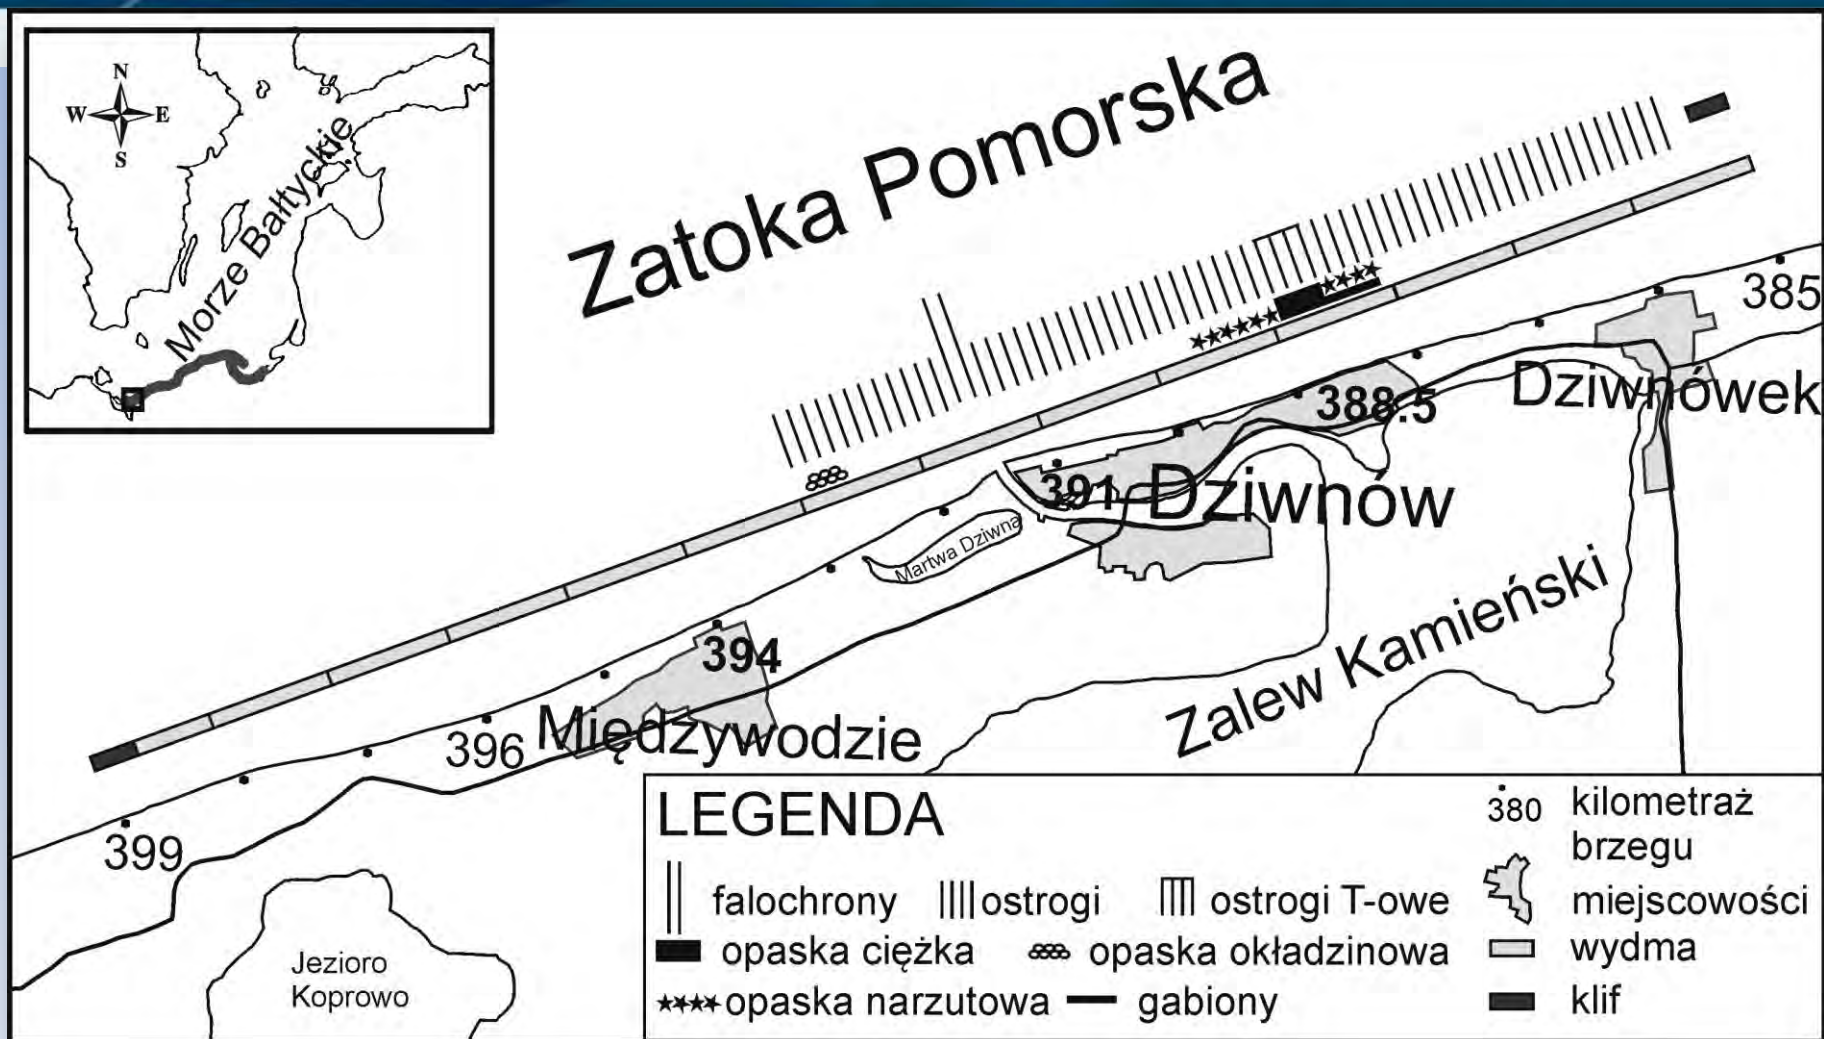 N
W E
S
Morze Bałtyckie
Zatoka Pomorska
385
Dziwnówek
388.5
391
Dziwnów
Martwa Dziwna
Zalew Kamieński
394
Międzywodzie
396
399
Jezioro
Koprowo
LEGENDA
falochrony ostrogi ostrogi T-owe
opaska ciężka opaska okładzinowa
opaska narzutowa gabiony
380 kilometraż
brzegu
miejscowości
wydma
klif